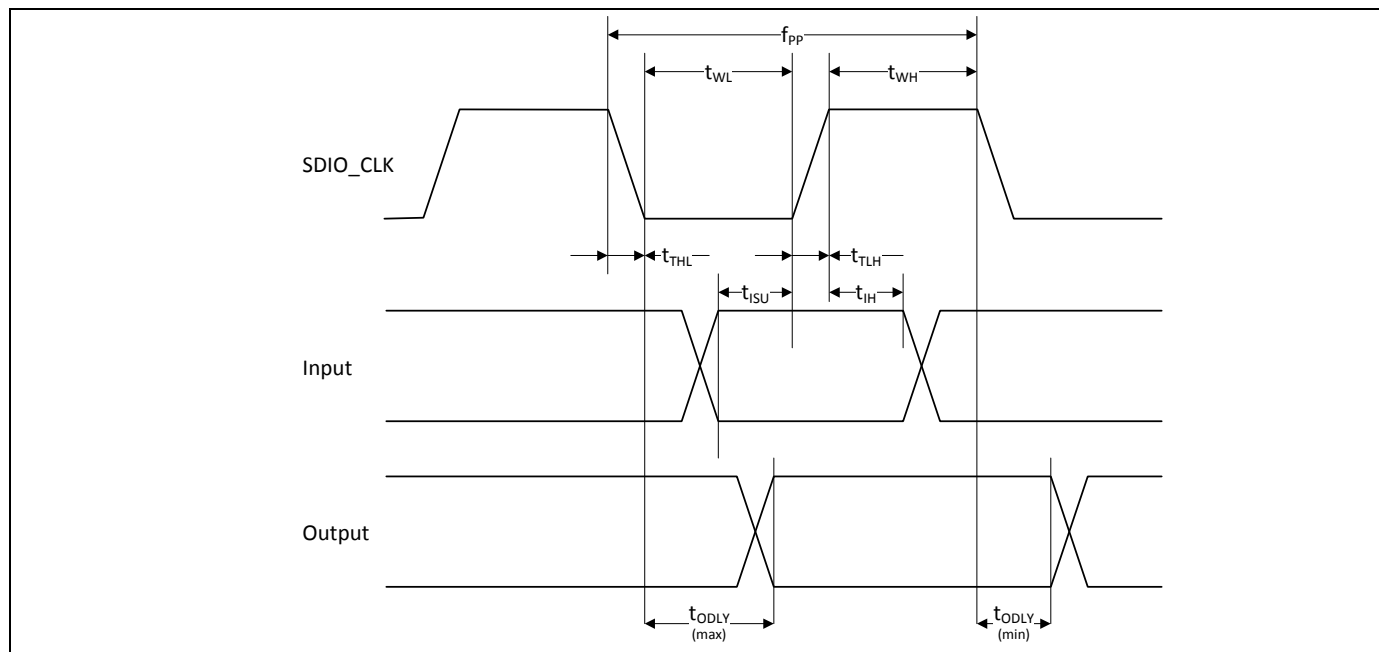 fPP
tWL
tWH
SDIO_CLK
tTHL
tTLH
tISU
tIH
Input
Output
tODLY
(max)
tODLY
(min)